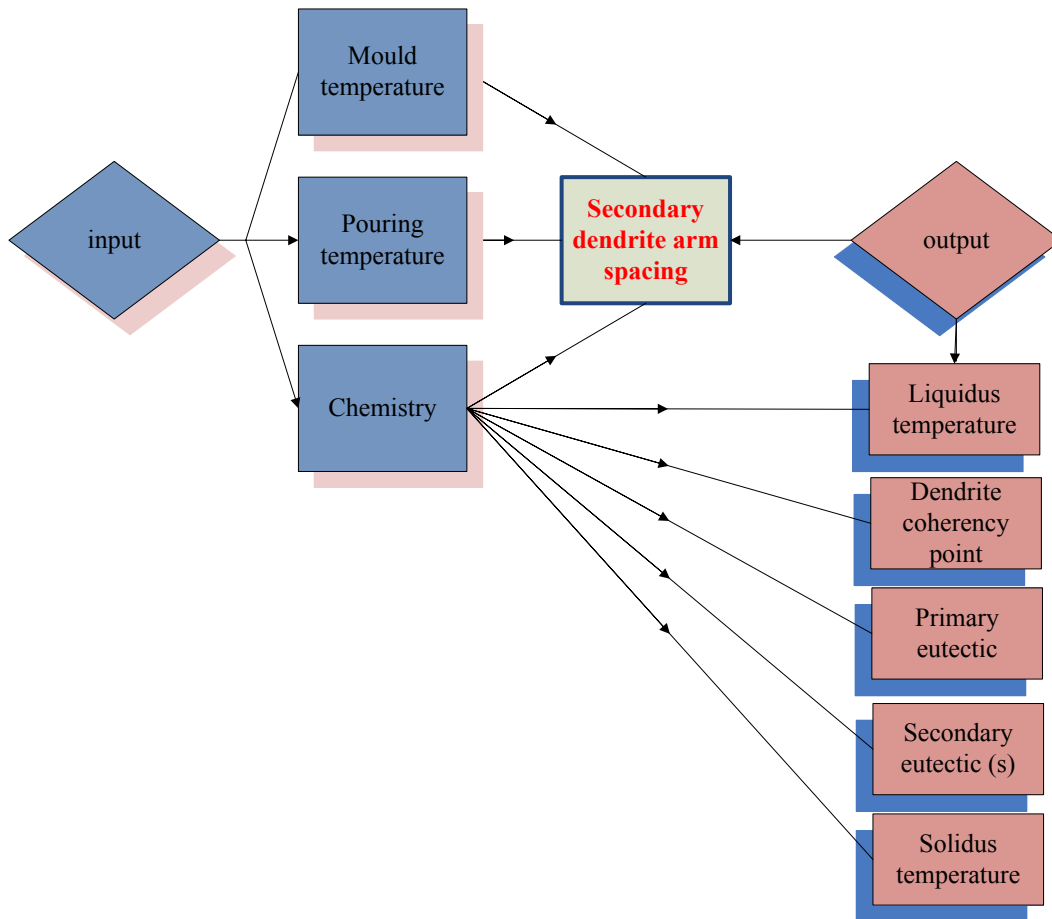 Mould
temperature
input
Pouring
temperature
Secondary
dendrite arm
spacing
output
Chemistry
Liquidus
temperature
Dendrite
coherency
point
Primary
eutectic
Secondary
eutectic (s)
Solidus
temperature